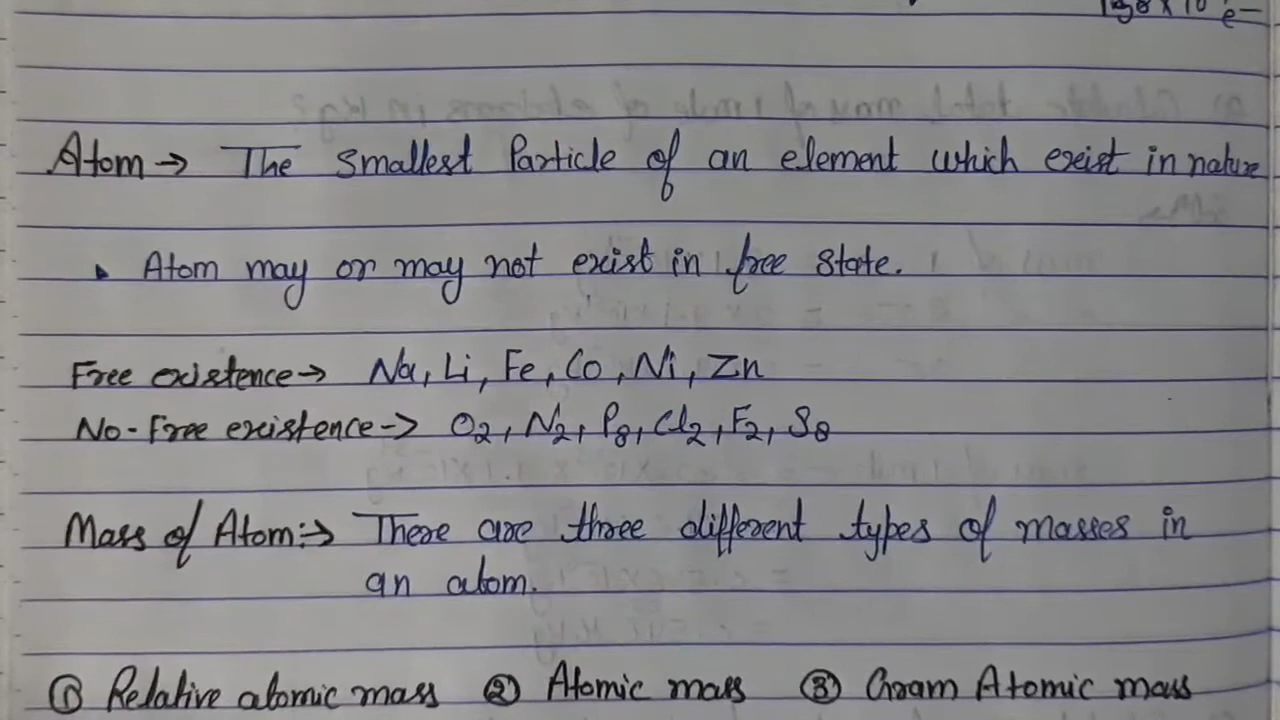 e-
Atom → The Smallest Particle of an element which exist in nature
Atom may or may not exist in free State.
Free existence → Na, Li, Fe, Co, Ni, Zn
No-Free existence → O2, N2, P8, Cl2, F2, S8
Mass of Atom:→ There are three different types of masses in
an atom.
① Relative atomic mass ② Atomic mass ③ Gram Atomic mass